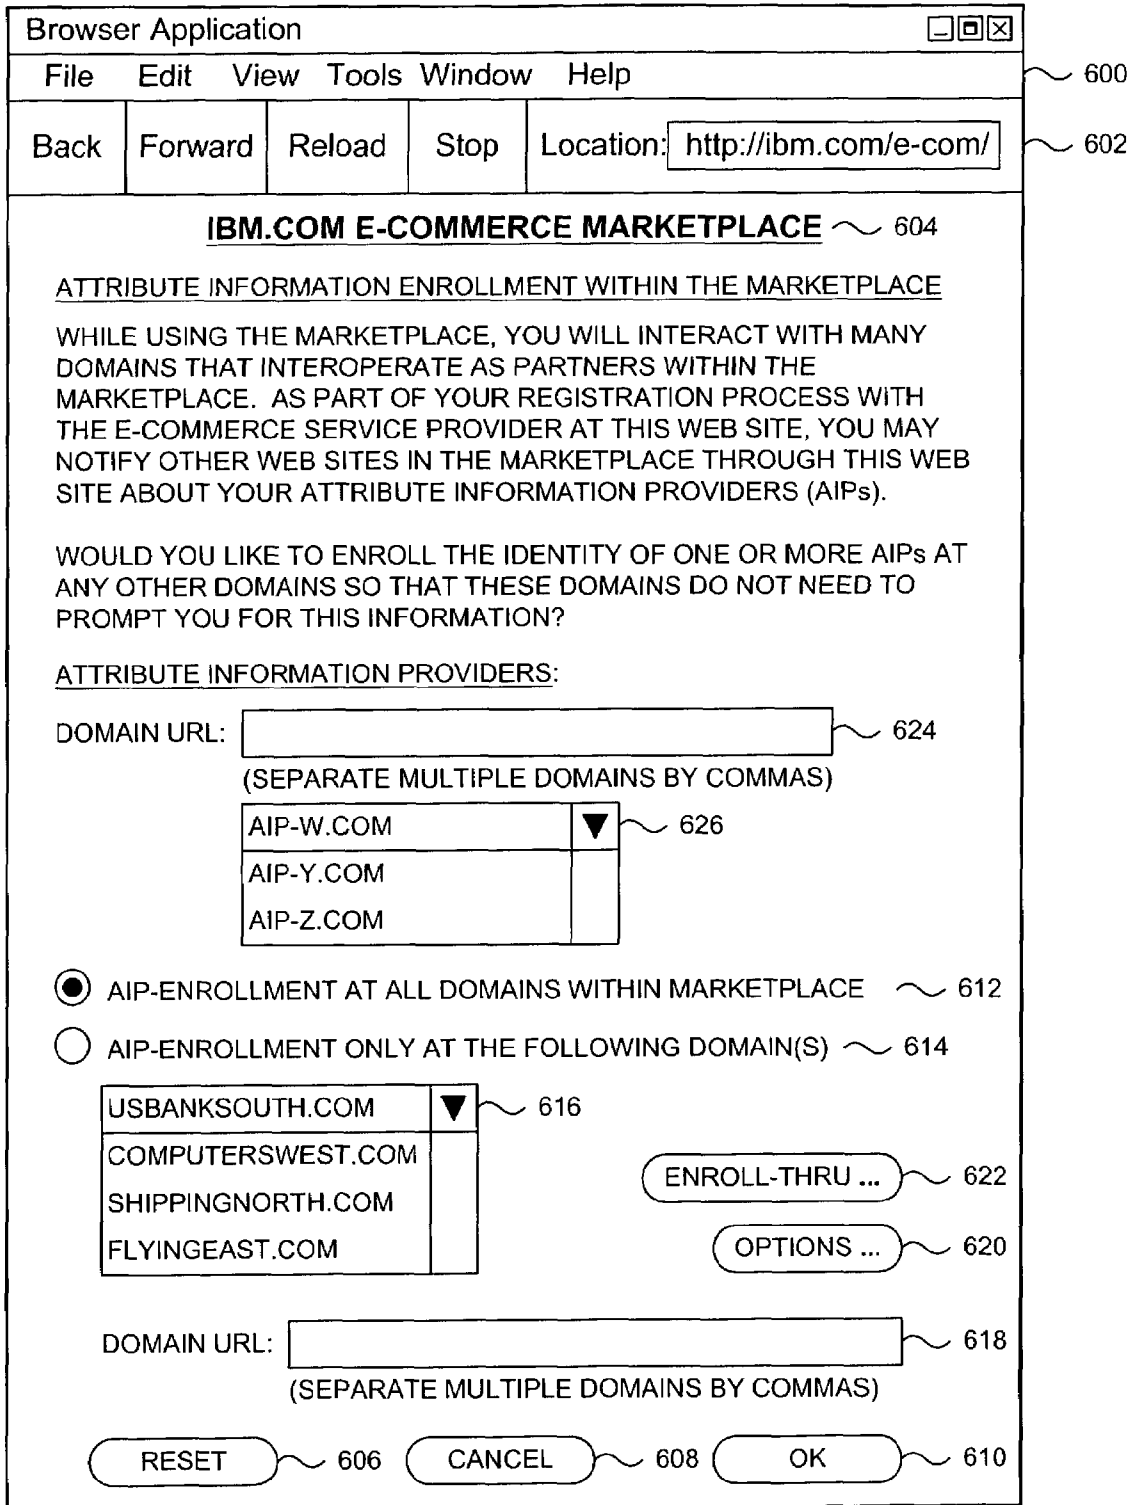 Browser Application
File Edit View Tools Window Help 600
Back Forward Reload Stop Location: http://ibm.com/e-com/ 602
IBM.COM E-COMMERCE MARKETPLACE 604
ATTRIBUTE INFORMATION ENROLLMENT WITHIN THE MARKETPLACE
WHILE USING THE MARKETPLACE, YOU WILL INTERACT WITH MANY
DOMAINS THAT INTEROPERATE AS PARTNERS WITHIN THE
MARKETPLACE. AS PART OF YOUR REGISTRATION PROCESS WITH
THE E-COMMERCE SERVICE PROVIDER AT THIS WEB SITE, YOU MAY
NOTIFY OTHER WEB SITES IN THE MARKETPLACE THROUGH THIS WEB
SITE ABOUT YOUR ATTRIBUTE INFORMATION PROVIDERS (AIPs).
WOULD YOU LIKE TO ENROLL THE IDENTITY OF ONE OR MORE AIPs AT
ANY OTHER DOMAINS SO THAT THESE DOMAINS DO NOT NEED TO
PROMPT YOU FOR THIS INFORMATION?
ATTRIBUTE INFORMATION PROVIDERS:
DOMAIN URL: 624
(SEPARATE MULTIPLE DOMAINS BY COMMAS)
AIP-W.COM 626
AIP-Y.COM
AIP-Z.COM
AIP-ENROLLMENT AT ALL DOMAINS WITHIN MARKETPLACE 612
AIP-ENROLLMENT ONLY AT THE FOLLOWING DOMAIN(S) 614
USBANKSOUTH.COM 616
COMPUTERSWEST.COM
ENROLL-THRU ... 622
SHIPPINGNORTH.COM
FLYINGEAST.COM
OPTIONS ... 620
DOMAIN URL: 618
(SEPARATE MULTIPLE DOMAINS BY COMMAS)
RESET 606 CANCEL 608 OK 610